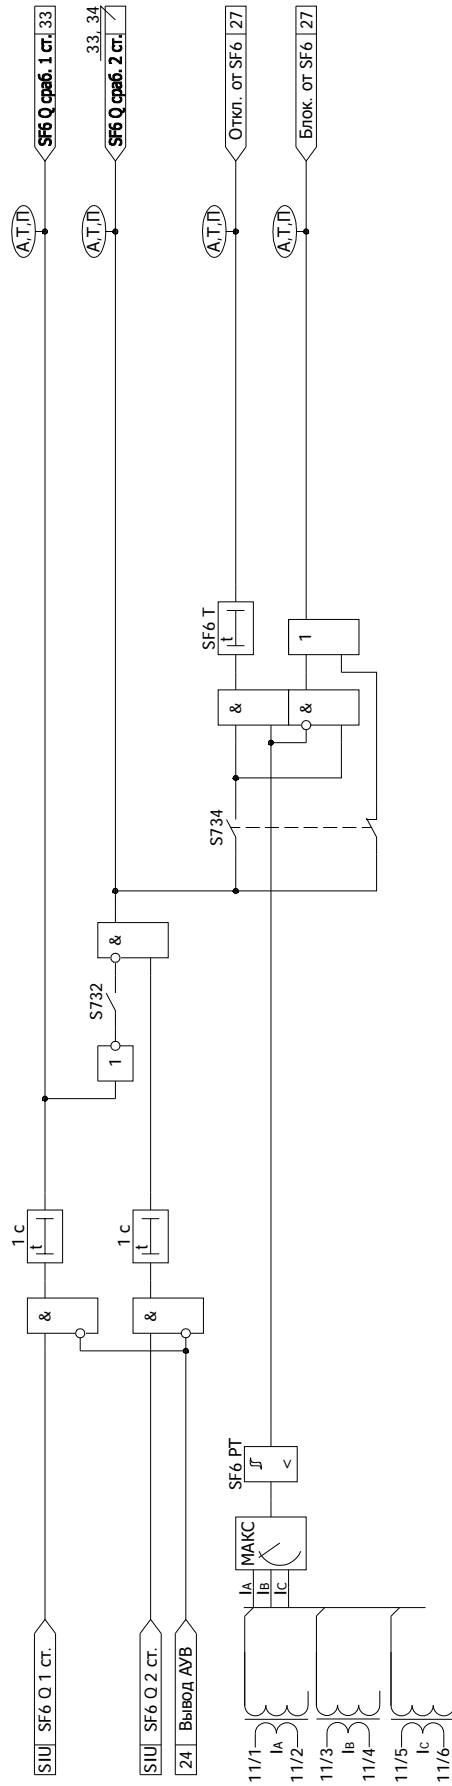 SIU SF6 Q 1 ст.
&
1 с
t
А,Т,П
SF6 Q сраб. 1 ст. 33
1
S732
&
А,Т,П
SF6 Q сраб. 2 ст.
33, 34
SIU SF6 Q 2 ст.
&
1 с
t
24 Вывод АУВ
S734
&
SF6 T
t
А,Т,П
Откл. от SF6 27
&
1
А,Т,П
Блок. от SF6 27
11/1
IA
11/2
11/3
IB
11/4
11/5
IC
11/6
IA
IB
IC
МАКС
SF6 РТ
<